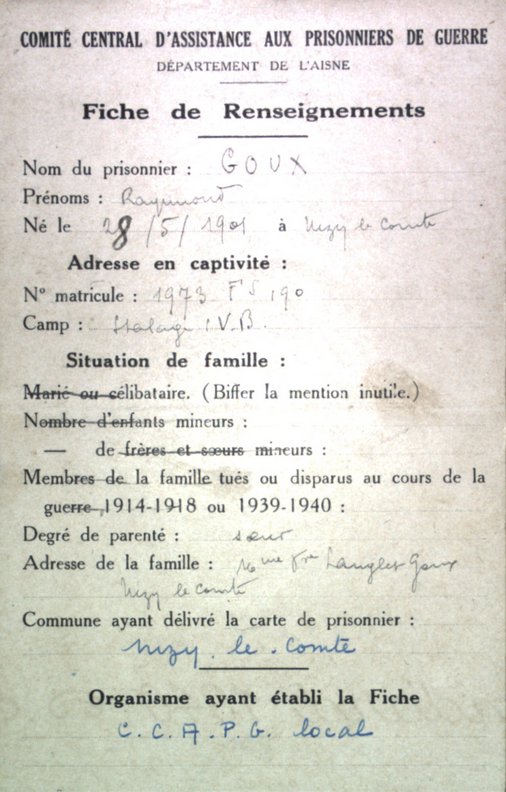 COMITÉ CENTRAL D'ASSISTANCE AUX PRISONNIERS DE GUERRE
DÉPARTEMENT DE L'AISNE
Fiche de Renseignements
Nom du prisonnier : GOUX
Prénoms : Raymond
Né le 28/5/1901 à Nizy le Comte
Adresse en captivité :
N° matricule : 1973 FS 190
Camp : Stalag IV.B.
Situation de famille :
Marié ou célibataire. (Biffer la mention inutile.)
Nombre d'enfants mineurs :
— de frères et sœurs mineurs :
Membres de la famille tués ou disparus au cours de la
guerre 1914-1918 ou 1939-1940 :
Degré de parenté : sœur
Adresse de la famille : Langlet Goux
Nizy le Comte
Commune ayant délivré la carte de prisonnier :
Nizy. le. Comte
Organisme ayant établi la Fiche
C. C. A. P. G. local